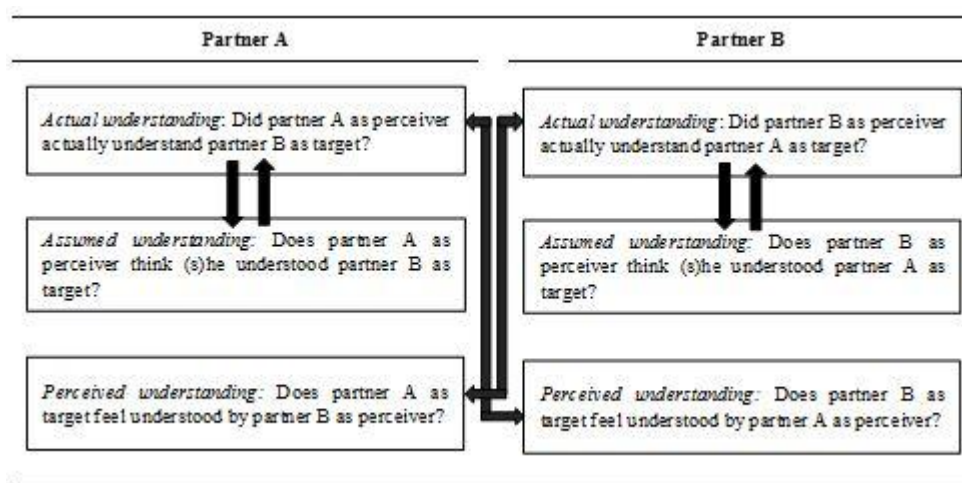 Partner A
Partner B
Actual understanding: Did partner A as perceiver
actually understand partner B as target?
Assumed understanding: Does partner A as
perceiver think (s)he understood partner B as
target?
Perceived understanding: Does partner A as
target feel understood by partner B as perceiver?
Actual understanding: Did partner B as perceiver
actually understand partner A as target?
Assumed understanding: Does partner B as
perceiver think (s)he understood partner A as
target?
Perceived understanding: Does partner B as
target feel understood by partner A as perceiver?